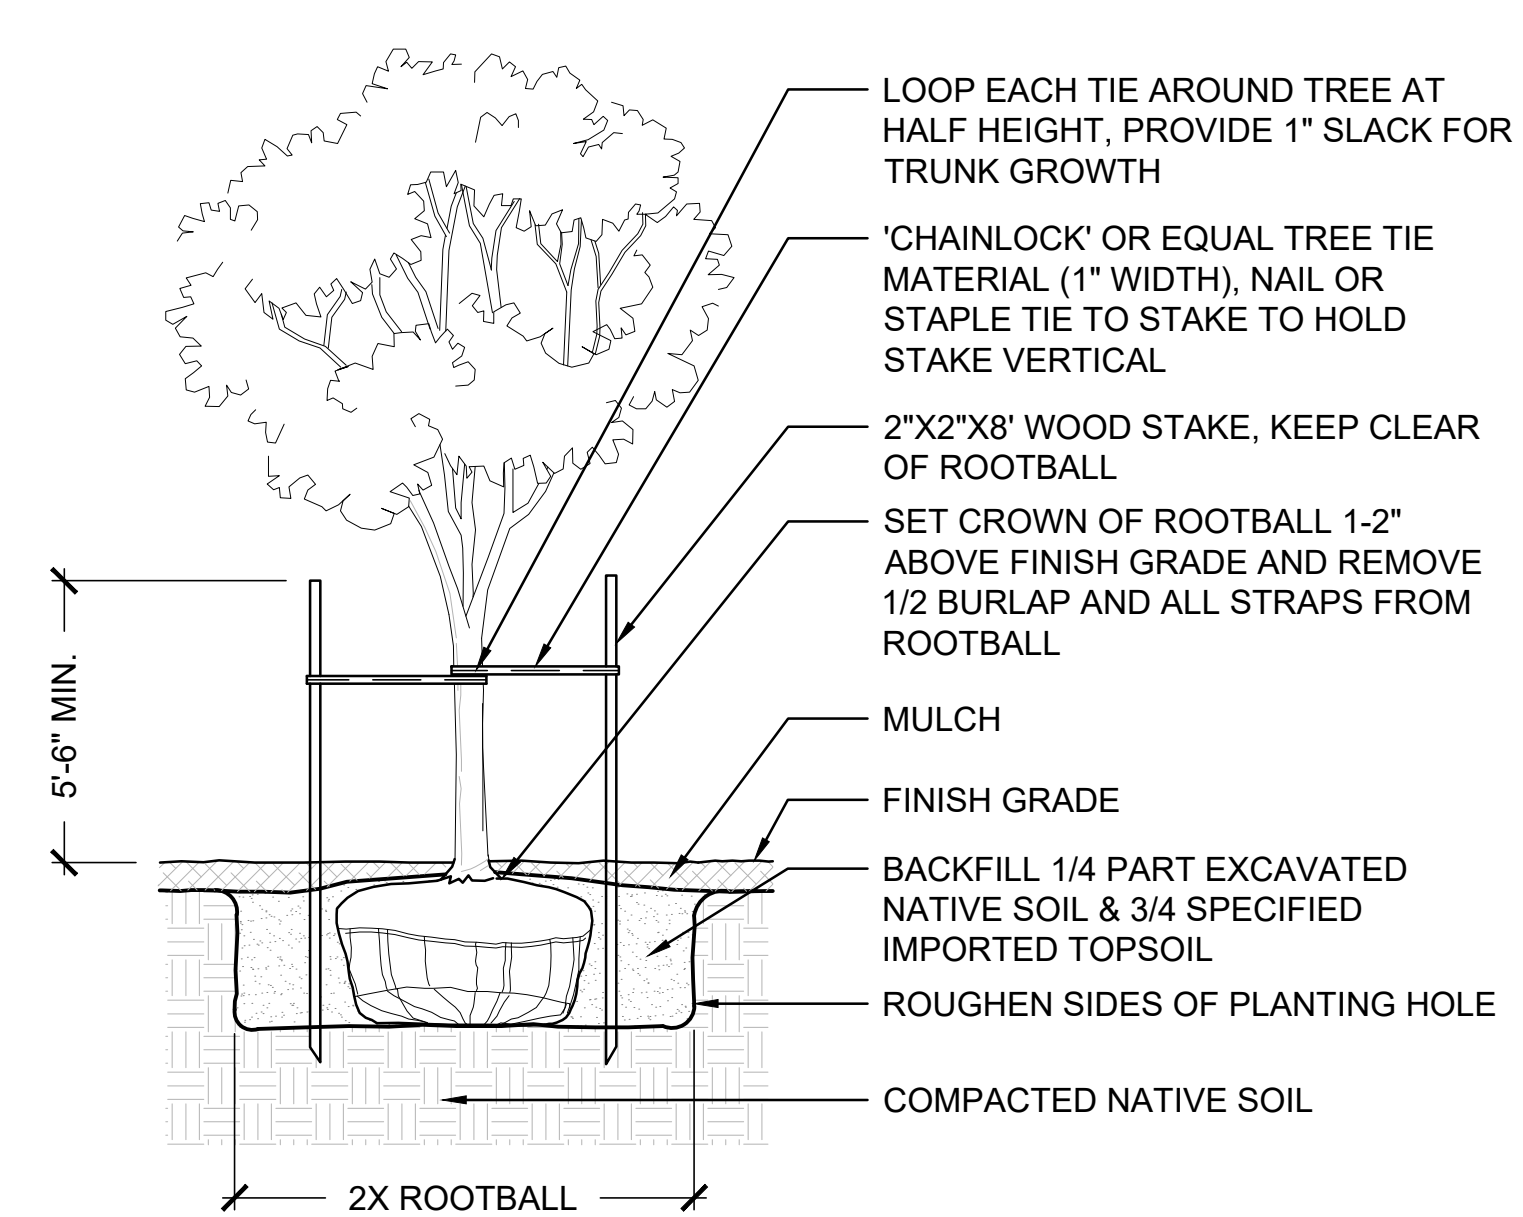 LOOP EACH TIE AROUND TREE AT
HALF HEIGHT, PROVIDE 1" SLACK FOR
TRUNK GROWTH
'CHAINLOCK' OR EQUAL TREE TIE
MATERIAL (1" WIDTH), NAIL OR
STAPLE TIE TO STAKE TO HOLD
STAKE VERTICAL
2"X2"X8' WOOD STAKE, KEEP CLEAR
OF ROOTBALL
SET CROWN OF ROOTBALL 1-2"
ABOVE FINISH GRADE AND REMOVE
1/2 BURLAP AND ALL STRAPS FROM
ROOTBALL
5'-6" MIN.
MULCH
FINISH GRADE
BACKFILL 1/4 PART EXCAVATED
NATIVE SOIL & 3/4 SPECIFIED
IMPORTED TOPSOIL
ROUGHEN SIDES OF PLANTING HOLE
COMPACTED NATIVE SOIL
2X ROOTBALL